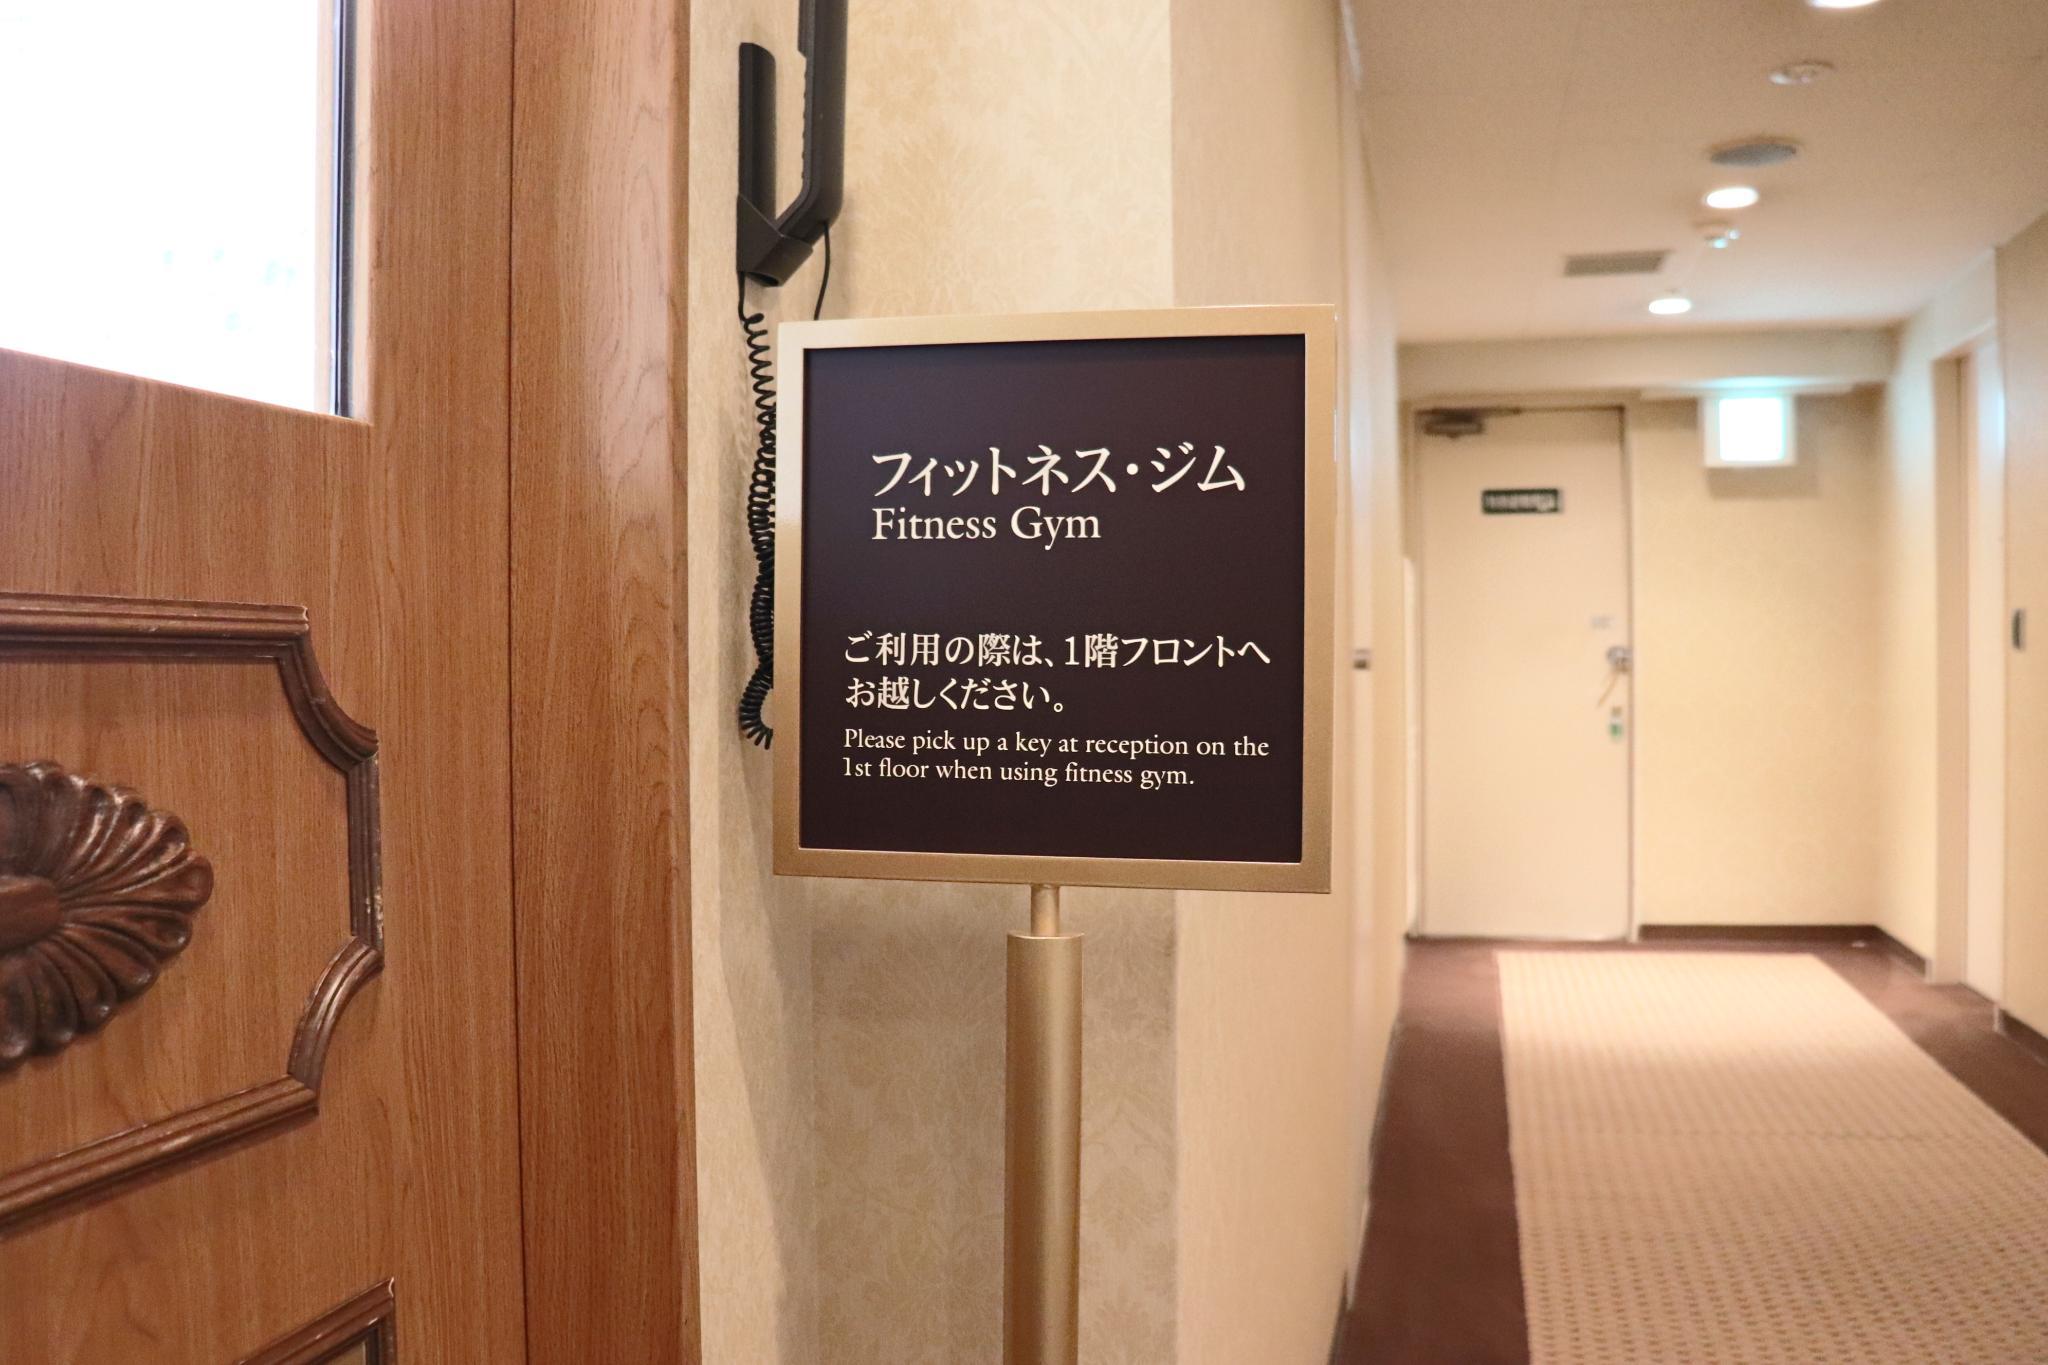 フィットネス・ジム
Fitness Gym
ご利用の際は、1階フロントへ
お越しください。
Please pick up a key at reception on the
1st floor when using fitness gym.